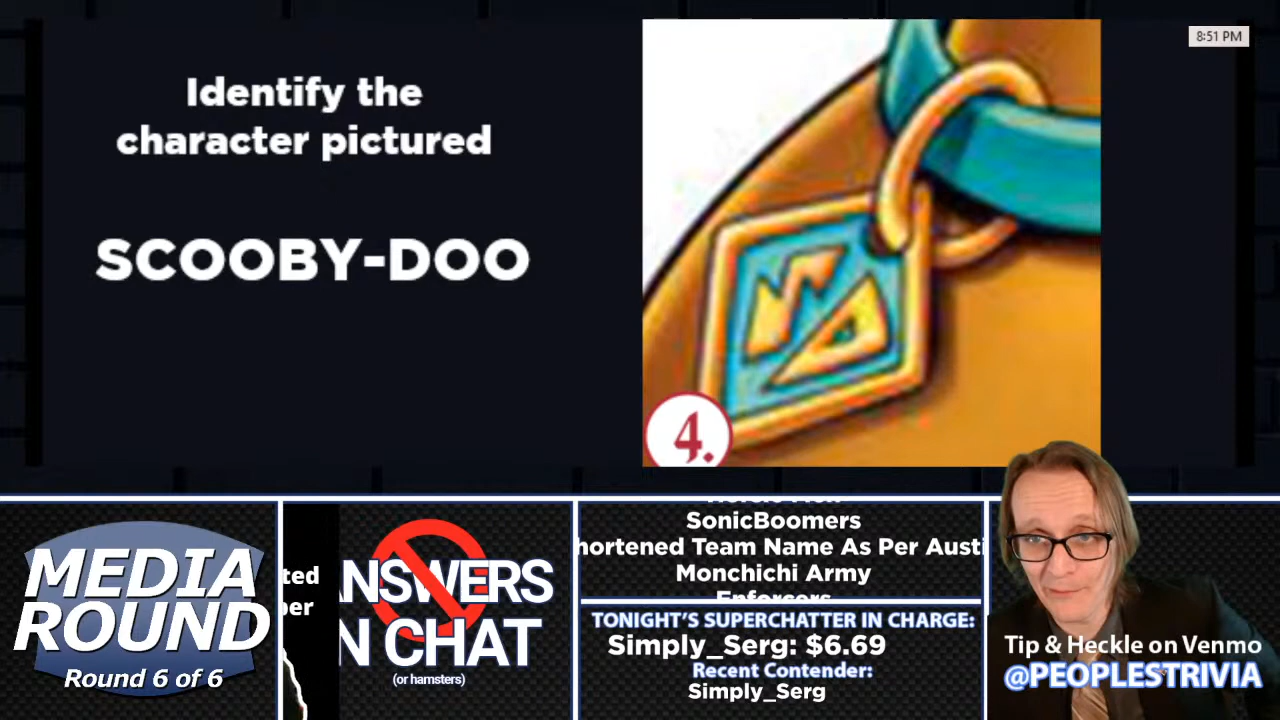 8:51 PM
Identify the
character pictured
SCOOBY-DOO
SD
4.
MEDIA
ROUND
Round 6 of 6
NSWERS
N CHAT
(or hamsters)
SonicBoomers
hortened Team Name As Per Austi
Monchichi Army
TONIGHT'S SUPERCHATTER IN CHARGE:
Simply_Serg: $6.69
Recent Contender:
Simply_Serg
Tip & Heckle on Venmo
@PEOPLESTRIVIA